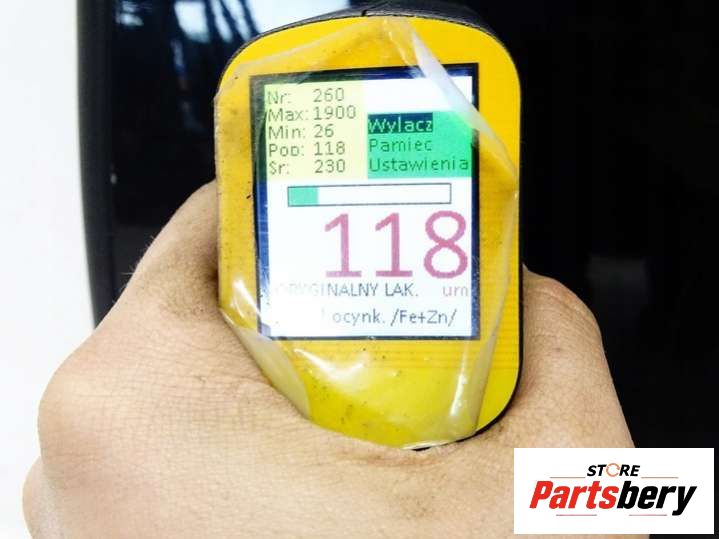 Nr: 260
Max: 1900
Min: 26
Pop: 118
Sr: 230
Wylacz
Pamiec
Ustawienia
118
ORYGINALNY LAK. um
ocynk. /Fe+Zn/
STORE
Partsbery